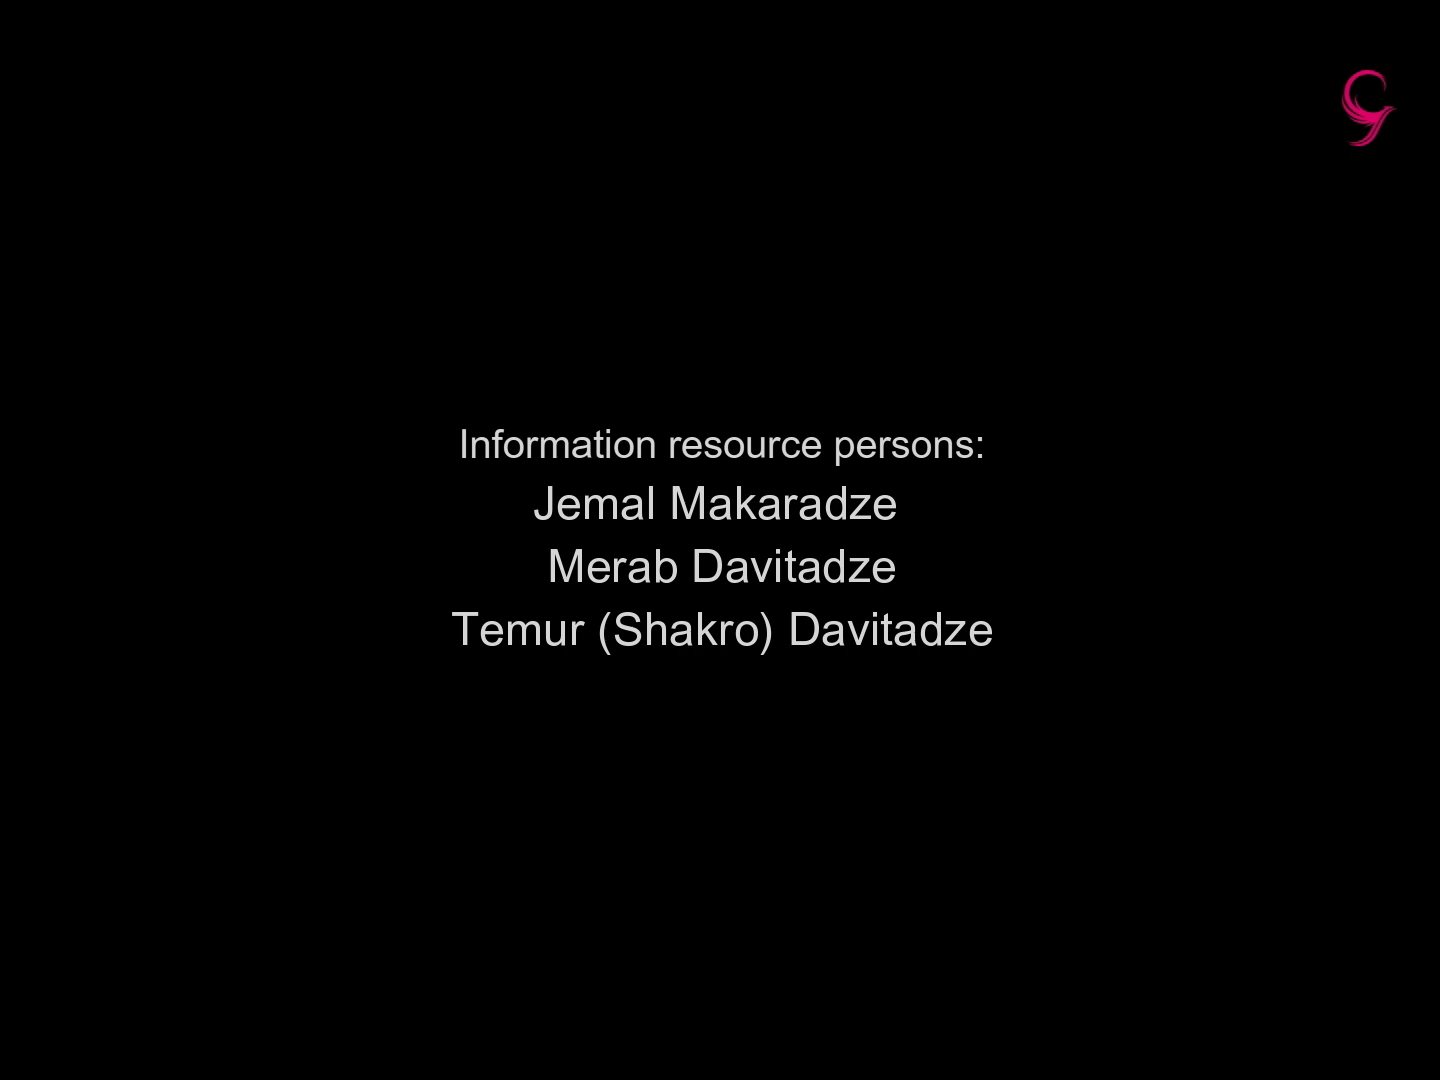 Information resource persons:
Jemal Makaradze
Merab Davitadze
Temur (Shakro) Davitadze